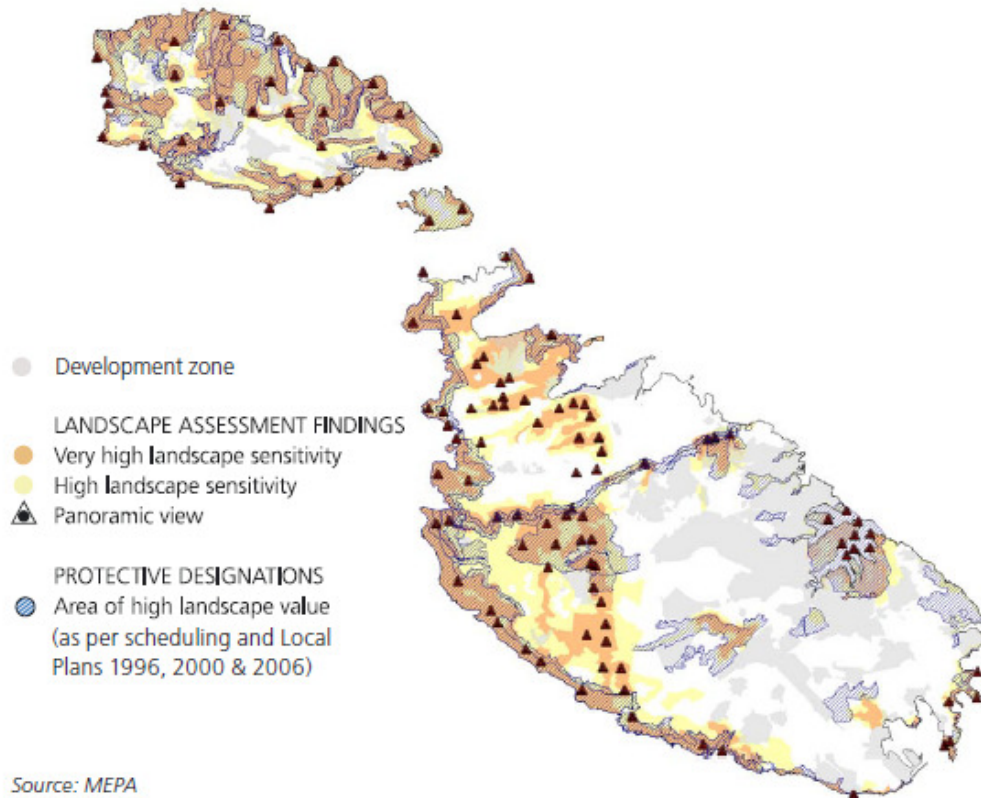 Development zone
LANDSCAPE ASSESSMENT FINDINGS
Very high landscape sensitivity
High landscape sensitivity
Panoramic view
PROTECTIVE DESIGNATIONS
Area of high landscape value
(as per scheduling and Local
Plans 1996, 2000 & 2006)
Source: MEPA